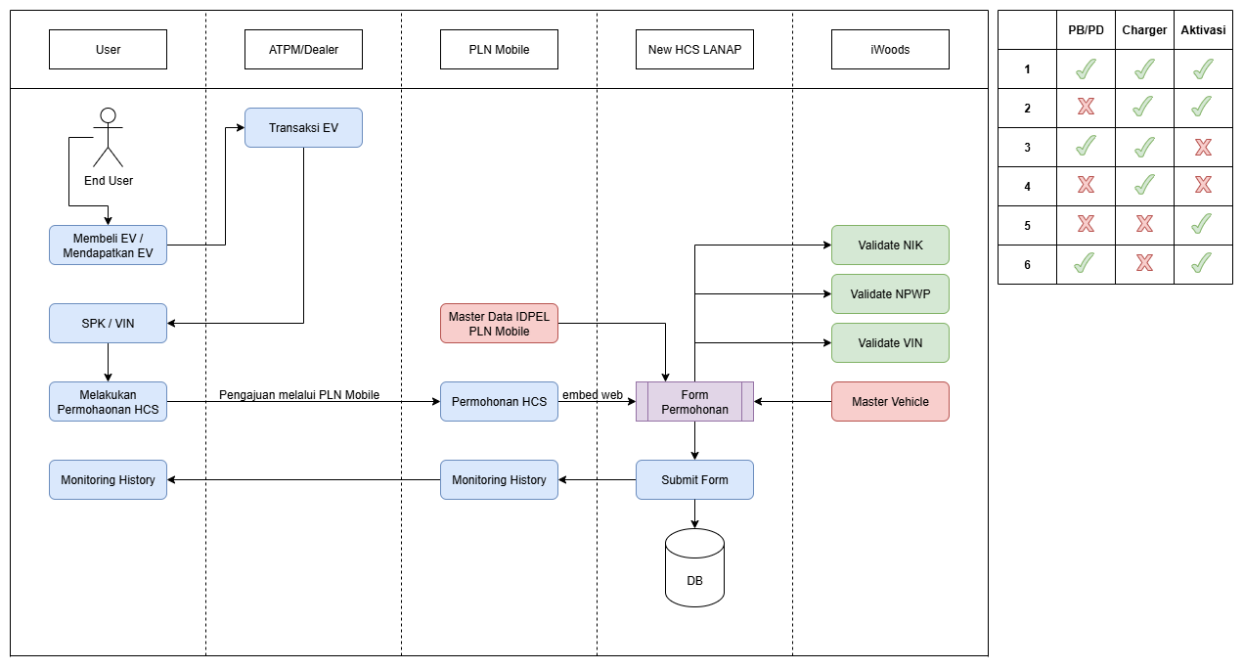 User
ATPM/Dealer
PLN Mobile
New HCS LANAP
iWoods
End User
Transaksi EV
Membeli EV /
Mendapatkan EV
Validate NIK
Validate NPWP
SPK / VIN
Master Data IDPEL
PLN Mobile
Validate VIN
Melakukan
Permohaonan HCS
Pengajuan melalui PLN Mobile
Permohonan HCS
embed web
Form
Permohonan
Master Vehicle
Monitoring History
Monitoring History
Submit Form
DB
PB/PD Charger Aktivasi
1
2
3
4
5
6